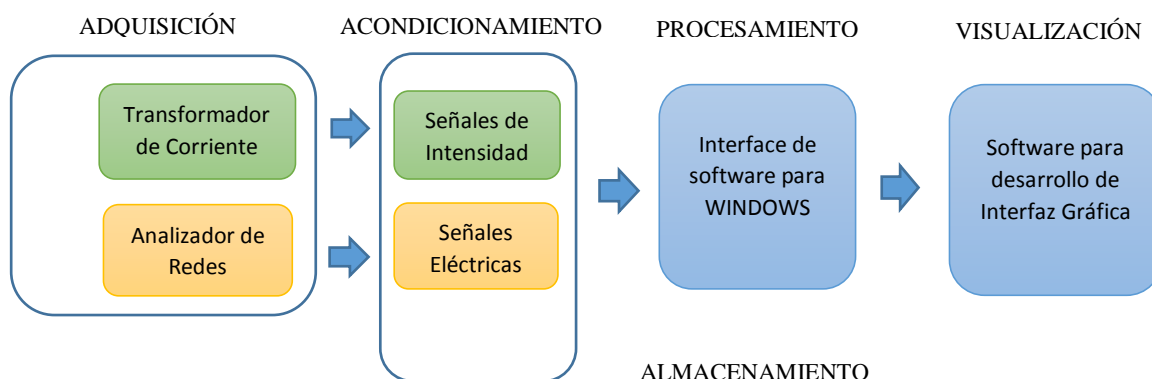 ADQUISICIÓN
ACONDICIONAMIENTO
PROCESAMIENTO
VISUALIZACIÓN
Transformador
de Corriente
Señales de
Intensidad
Analizador de
Redes
Señales
Eléctricas
Interface de
software para
WINDOWS
Software para
desarrollo de
Interfaz Gráfica
ALMACENAMIENTO